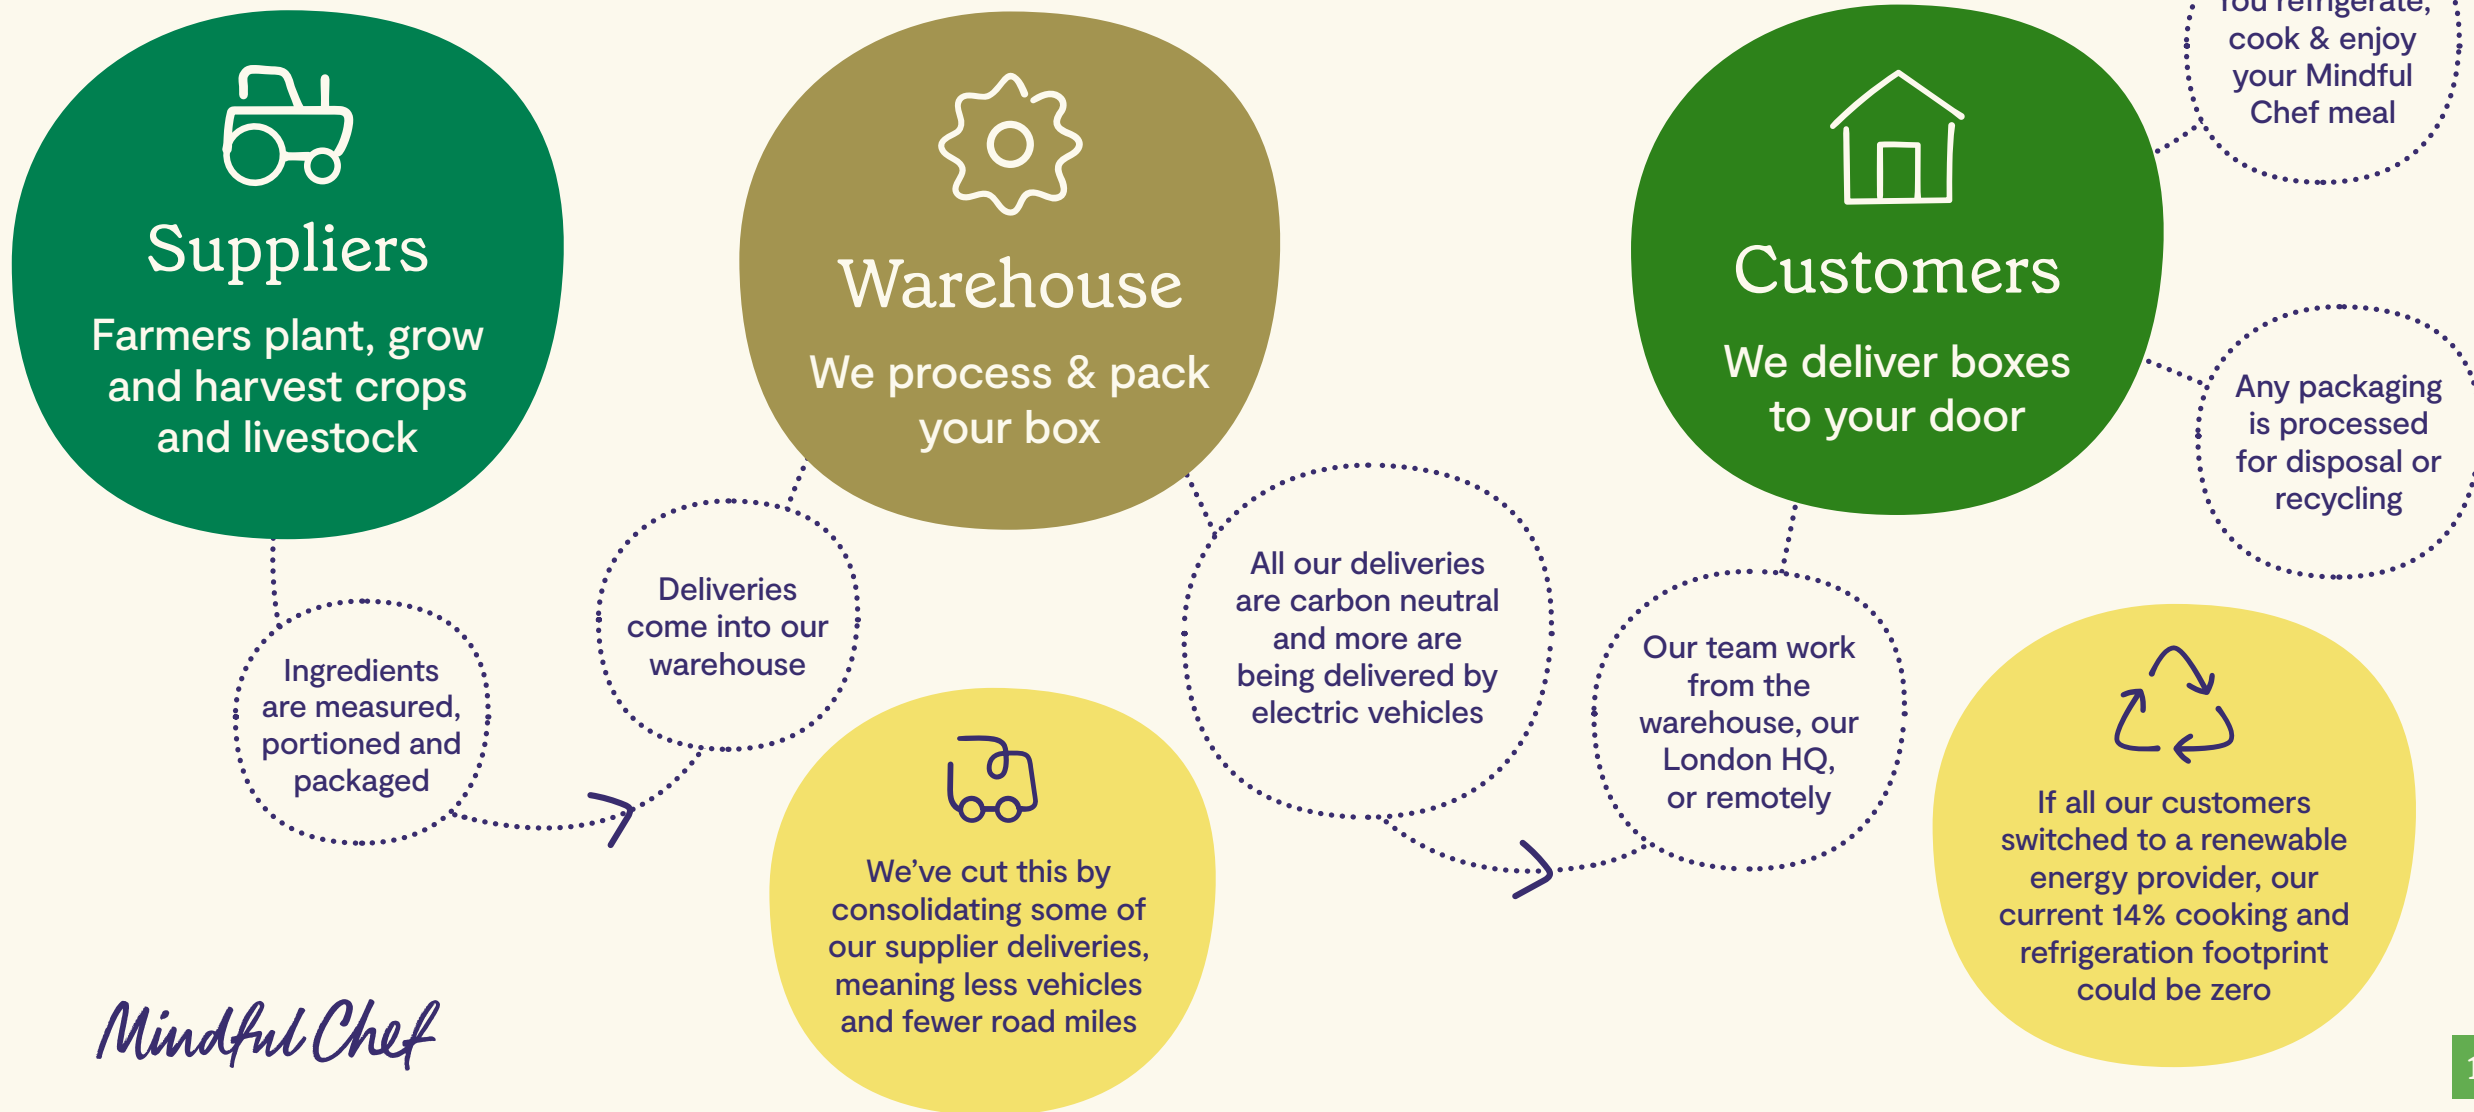 Suppliers
Farmers plant, grow
and harvest crops
and livestock
Ingredients
are measured,
portioned and
packaged
Deliveries
come into our
warehouse
Warehouse
We process & pack
your box
We've cut this by
consolidating some of
our supplier deliveries,
meaning less vehicles
and fewer road miles
All our deliveries
are carbon neutral
and more are
being delivered by
electric vehicles
Our team work
from the
warehouse, our
London HQ,
or remotely
Customers
We deliver boxes
to your door
You refrigerate,
cook & enjoy
your Mindful
Chef meal
Any packaging
is processed
for disposal or
recycling
If all our customers
switched to a renewable
energy provider, our
current 14% cooking and
refrigeration footprint
could be zero
Mindful Chef